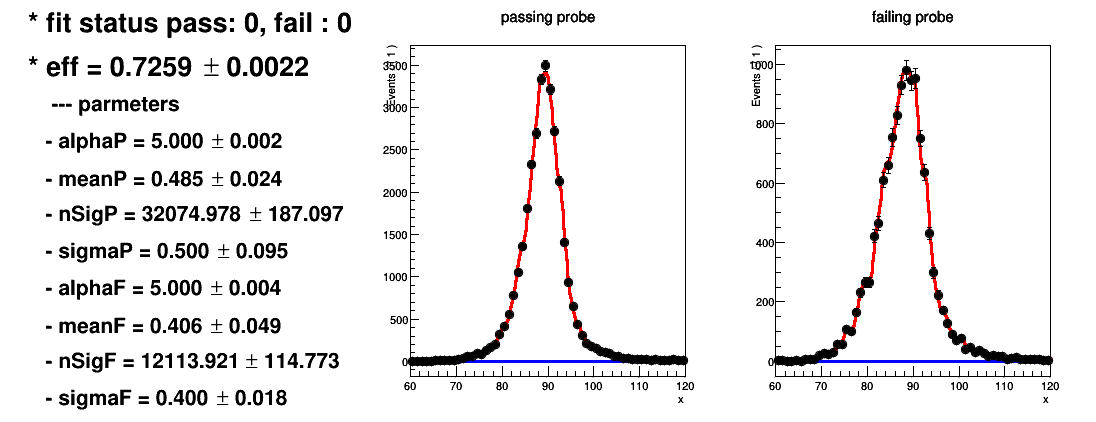 * fit status pass: 0, fail : 0
* eff = 0.7259 ± 0.0022
--- parmeters
- alphaP = 5.000 ± 0.002
- meanP = 0.485 ± 0.024
- nSigP = 32074.978 ± 187.097
- sigmaP = 0.500 ± 0.095
- alphaF = 5.000 ± 0.004
- meanF = 0.406 ± 0.049
- nSigF = 12113.921 ± 114.773
- sigmaF = 0.400 ± 0.018
passing probe
Events ( 1 )
3500
3000
2500
2000
1500
1000
500
0
60 70 80 90 100 110 120
x
failing probe
Events ( 1 )
1000
800
600
400
200
0
60 70 80 90 100 110 120
x